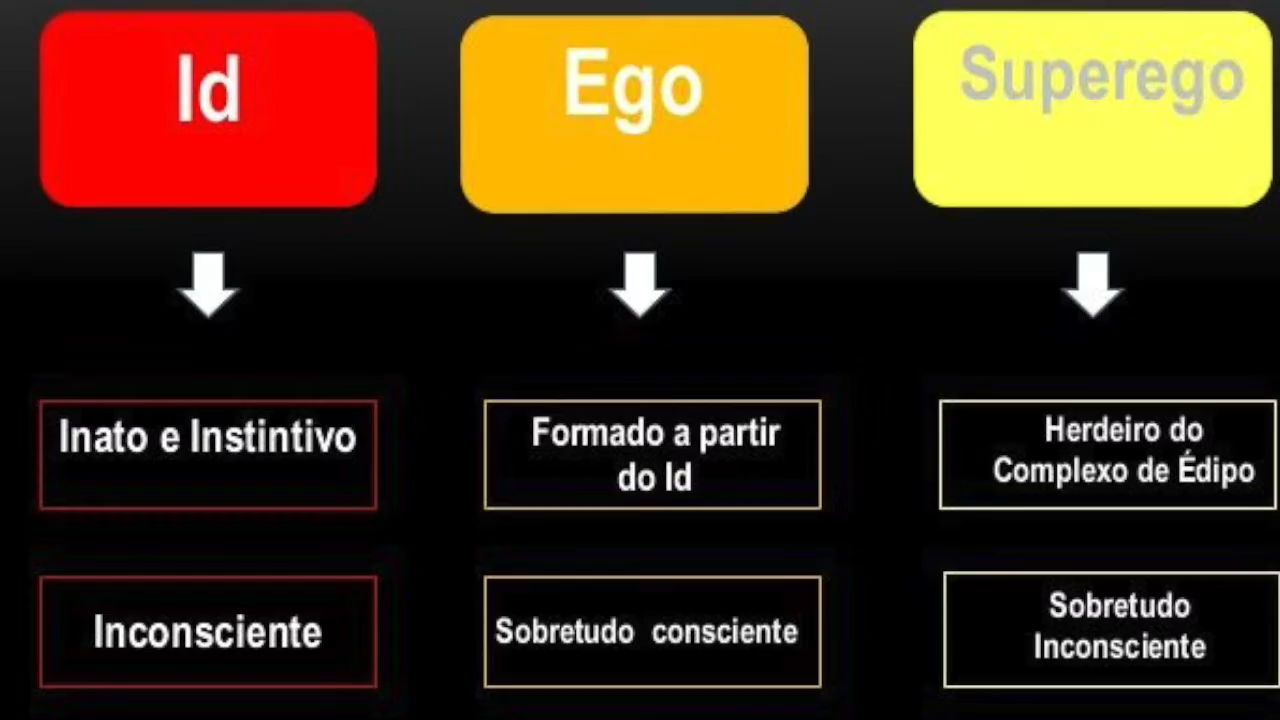 Id
Ego
Superego
Inato e Instintivo
Formado a partir
do Id
Herdeiro do
Complexo de Édipo
Inconsciente
Sobretudo consciente
Sobretudo
Inconsciente